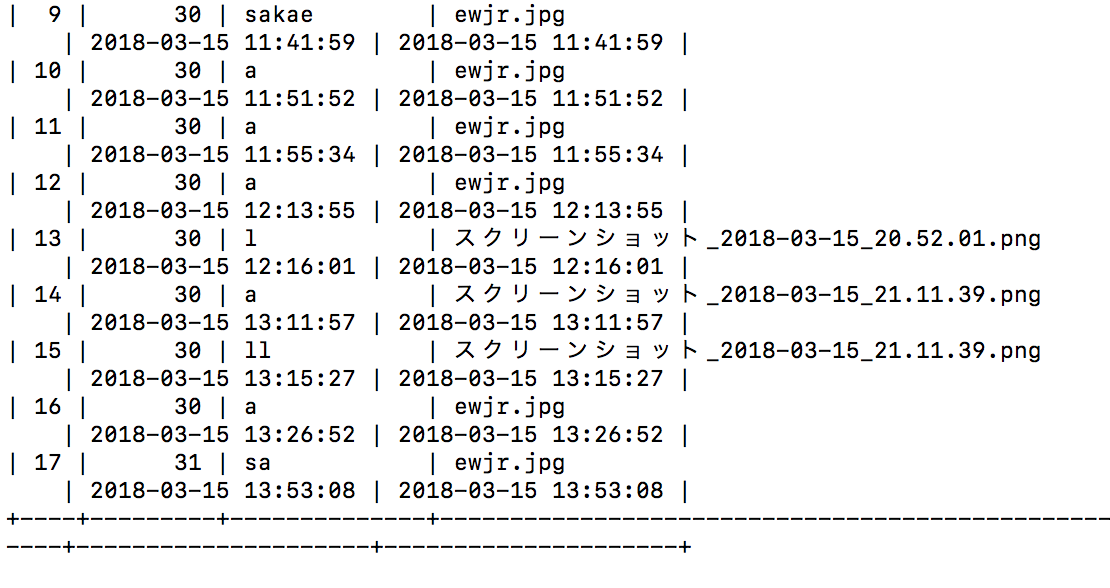 |  9 |      30 | sakae        | ewjr.jpg
    | 2018-03-15 11:41:59 | 2018-03-15 11:41:59 |
| 10 |      30 | a            | ewjr.jpg
    | 2018-03-15 11:51:52 | 2018-03-15 11:51:52 |
| 11 |      30 | a            | ewjr.jpg
    | 2018-03-15 11:55:34 | 2018-03-15 11:55:34 |
| 12 |      30 | a            | ewjr.jpg
    | 2018-03-15 12:13:55 | 2018-03-15 12:13:55 |
| 13 |      30 | l            | スクリーンショット_2018-03-15_20.52.01.png
    | 2018-03-15 12:16:01 | 2018-03-15 12:16:01 |
| 14 |      30 | a            | スクリーンショット_2018-03-15_21.11.39.png
    | 2018-03-15 13:11:57 | 2018-03-15 13:11:57 |
| 15 |      30 | ll           | スクリーンショット_2018-03-15_21.11.39.png
    | 2018-03-15 13:15:27 | 2018-03-15 13:15:27 |
| 16 |      30 | a            | ewjr.jpg
    | 2018-03-15 13:26:52 | 2018-03-15 13:26:52 |
| 17 |      31 | sa           | ewjr.jpg
    | 2018-03-15 13:53:08 | 2018-03-15 13:53:08 |
+----+---------+--------------+------------------------------------------------
----+---------------------+---------------------+